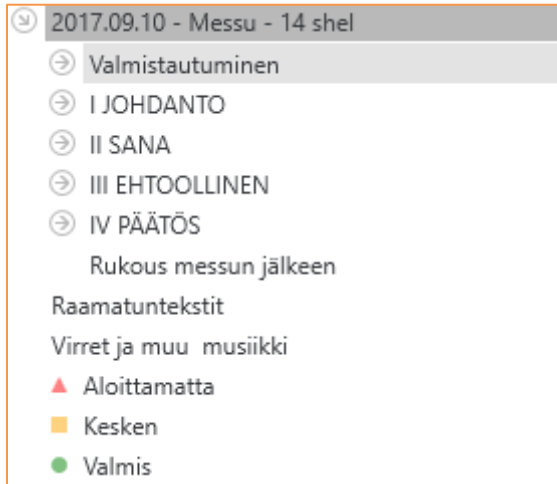 2017.09.10 - Messu - 14 shel
Valmistautuminen
I JOHDANTO
II SANA
III EHTOOLLINEN
IV PÄÄTÖS
Rukous messun jälkeen
Raamatuntekstit
Virret ja muu  musiikki
Aloittamatta
Kesken
Valmis